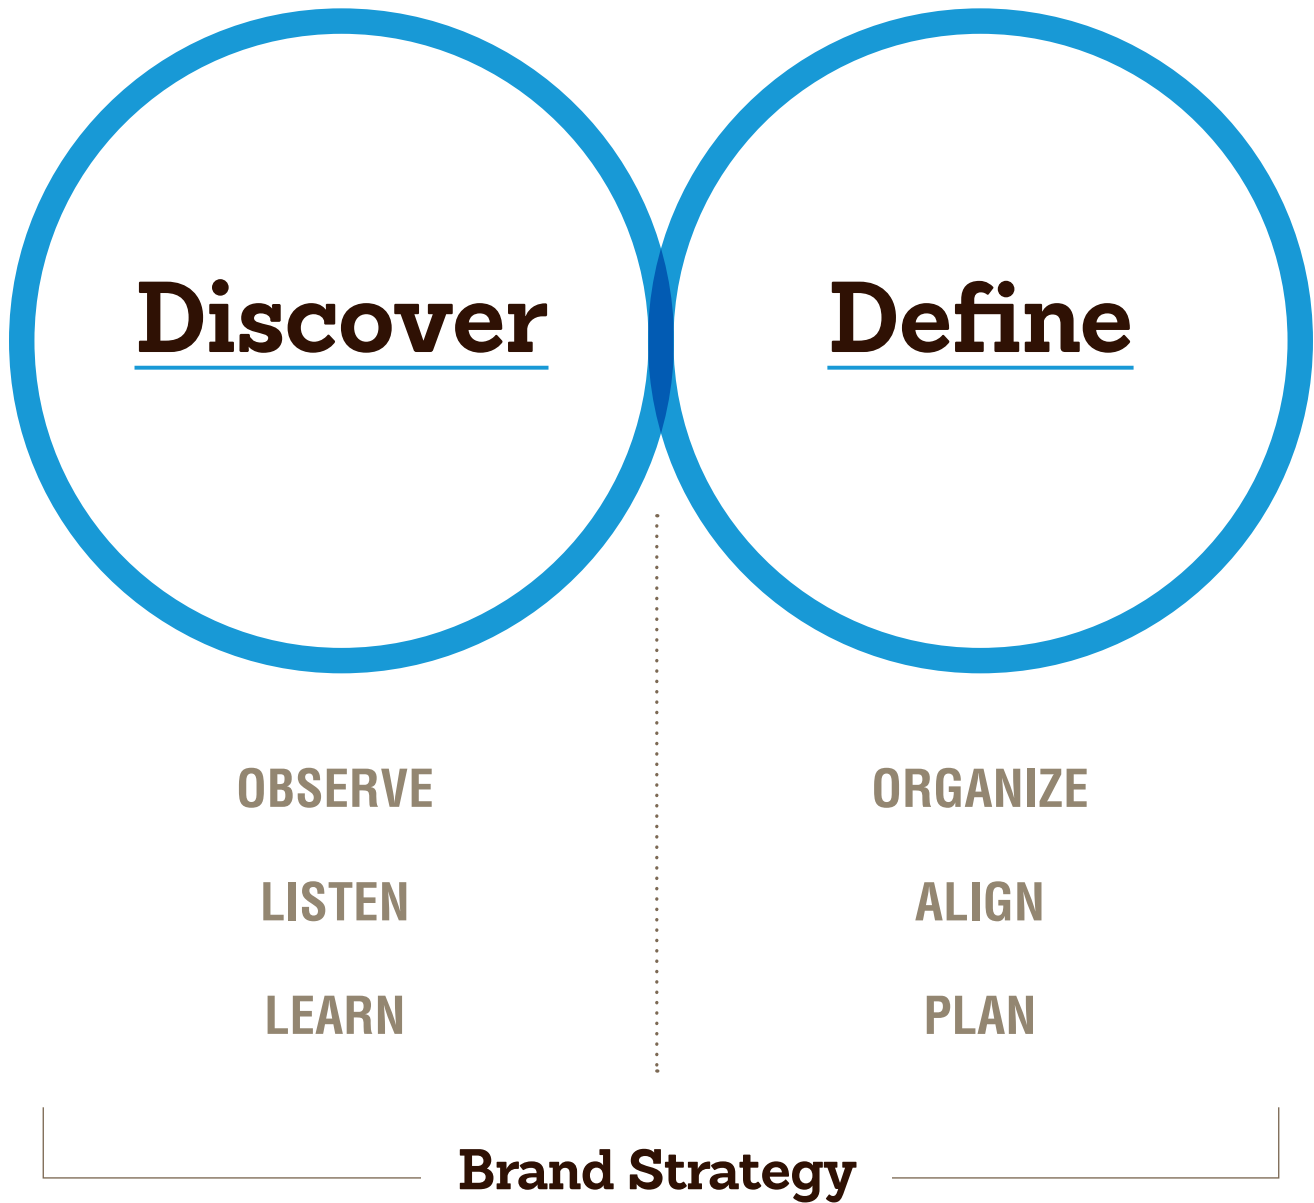 Discover
Define
OBSERVE
LISTEN
LEARN
ORGANIZE
ALIGN
PLAN
Brand Strategy